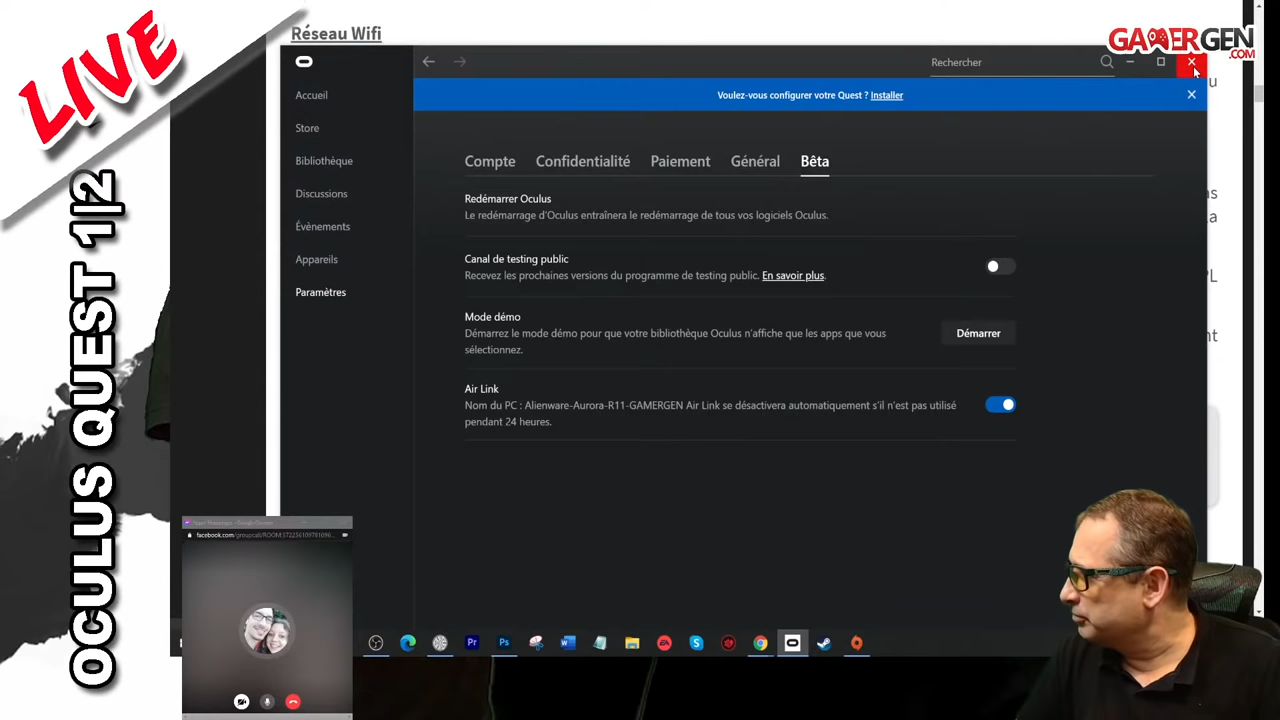 LIVE
OCULUS QUEST 1|2
GAMERGEN
.COM
Réseau Wifi
Rechercher
Voulez-vous configurer votre Quest ? Installer
Accueil
Store
Bibliothèque
Discussions
Évènements
Appareils
Paramètres
Compte Confidentialité Paiement Général Bêta
Redémarrer Oculus
Le redémarrage d'Oculus entraînera le redémarrage de tous vos logiciels Oculus.
Canal de testing public
Recevez les prochaines versions du programme de testing public. En savoir plus.
Mode démo
Démarrez le mode démo pour que votre bibliothèque Oculus n'affiche que les apps que vous
sélectionnez.
Démarrer
Air Link
Nom du PC : Alienware-Aurora-R11-GAMERGEN Air Link se désactivera automatiquement s'il n'est pas utilisé
pendant 24 heures.
Pr
Ps
EA